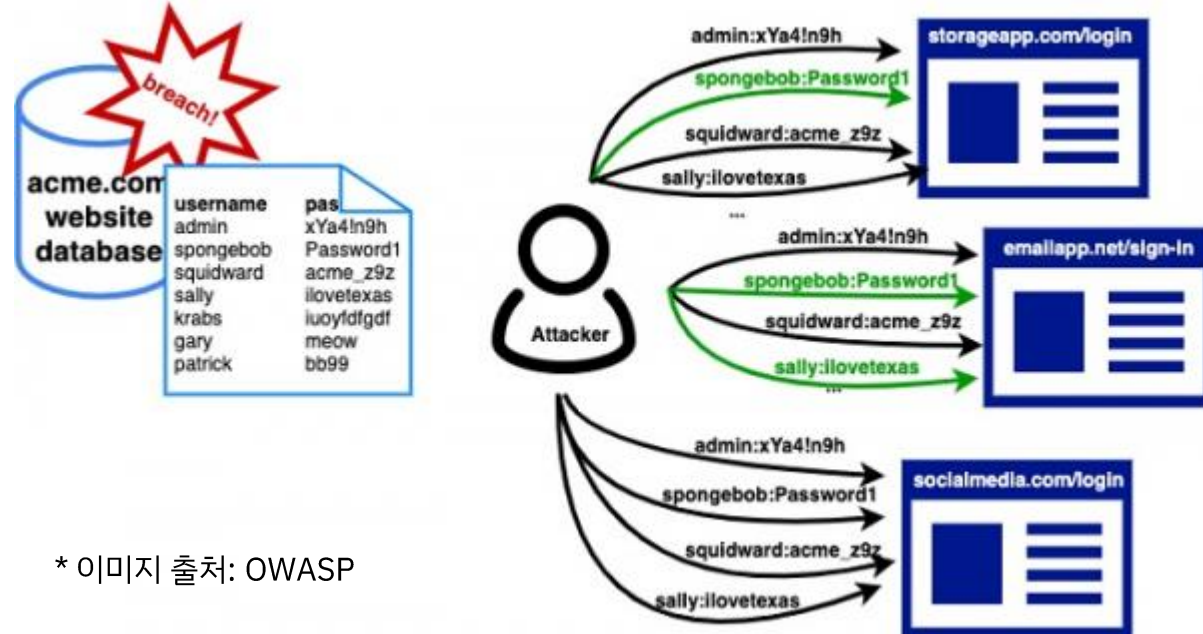 breach!
acme.com
website
database
username pas
admin xYa4!n9h
spongebob Password1
squidward acme_z9z
sally ilovetexas
krabs iuoyfdfgdf
gary meow
patrick bb99
Attacker
admin:xYa4!n9h
spongebob:Password1
squidward:acme_z9z
sally:ilovetexas
...
storageapp.com/login
admin:xYa4!n9h
spongebob:Password1
squidward:acme_z9z
sally:ilovetexas
...
emailapp.net/sign-in
admin:xYa4!n9h
spongebob:Password1
squidward:acme_z9z
sally:ilovetexas
socialmedia.com/login
* 이미지 출처: OWASP